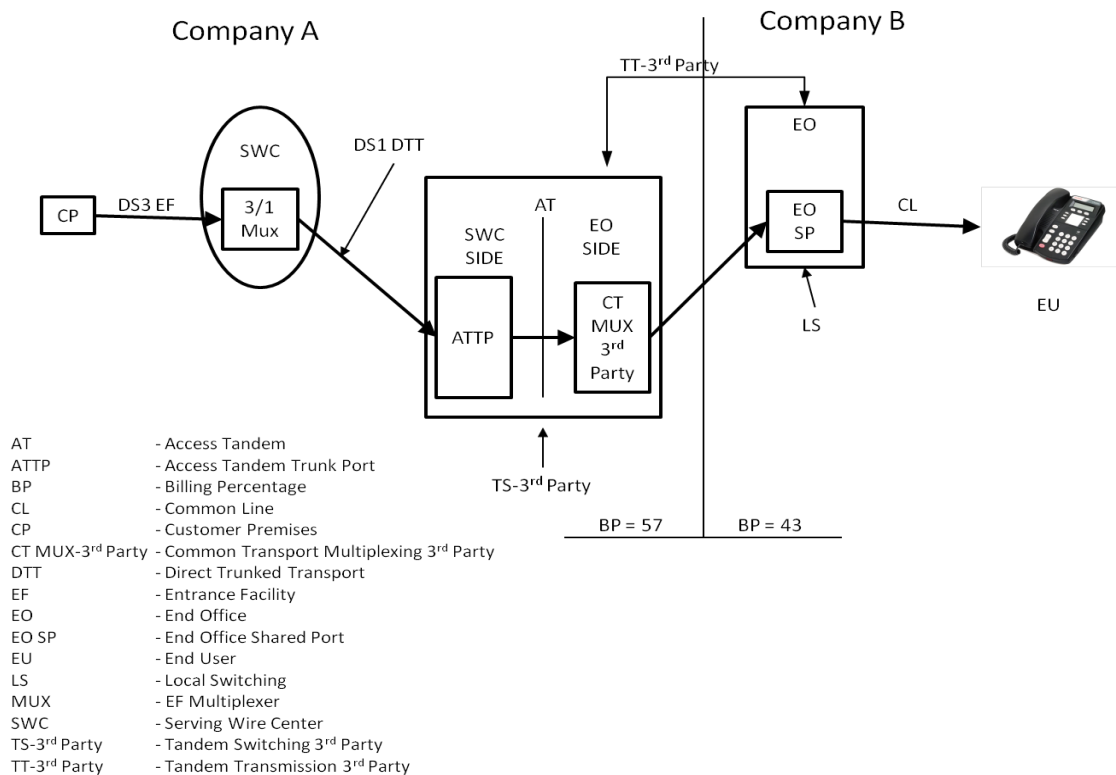 Company A
Company B
TT-3rd Party
EO
SWC
DS1 DTT
CP
DS3 EF
3/1
Mux
AT
SWC
SIDE
EO
SIDE
EO
SP
CL
ATTP
CT
MUX
3rd
Party
LS
EU
TS-3rd Party
BP = 57
BP = 43
AT - Access Tandem
ATTP - Access Tandem Trunk Port
BP - Billing Percentage
CL - Common Line
CP - Customer Premises
CT MUX-3rd Party - Common Transport Multiplexing 3rd Party
DTT - Direct Trunked Transport
EF - Entrance Facility
EO - End Office
EO SP - End Office Shared Port
EU - End User
LS - Local Switching
MUX - EF Multiplexer
SWC - Serving Wire Center
TS-3rd Party - Tandem Switching 3rd Party
TT-3rd Party - Tandem Transmission 3rd Party